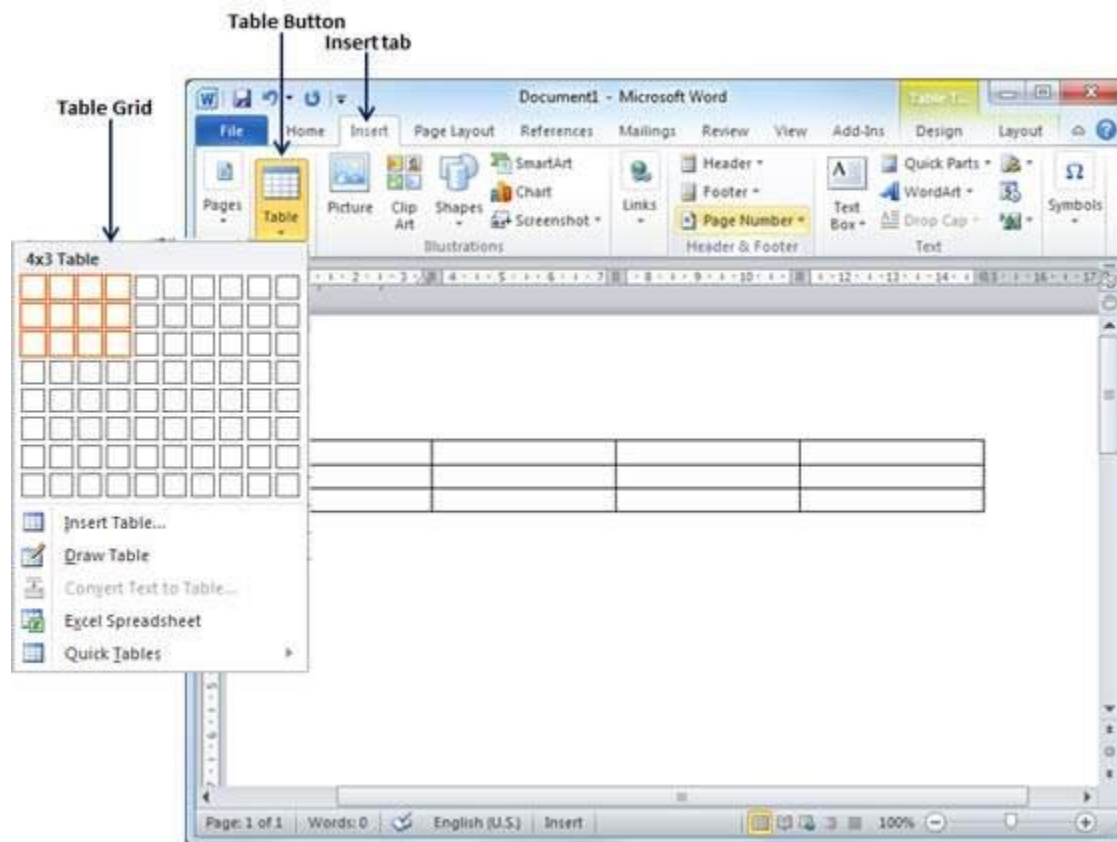 Table Button
Insert tab
Table Grid
Document1 - Microsoft Word
File Home Insert Page Layout References Mailings Review View Add-Ins Design Layout
Pages
Table
Picture
Clip Art
Shapes
SmartArt
Chart
Screenshot
Links
Header
Footer
Page Number
Text Box
Quick Parts
WordArt
Drop Cap
Symbols
Illustrations
Header & Footer
Text
4x3 Table
Insert Table...
Draw Table
Convert Text to Table...
Excel Spreadsheet
Quick Tables
Page: 1 of 1 Words: 0 English (U.S.) Insert 100%